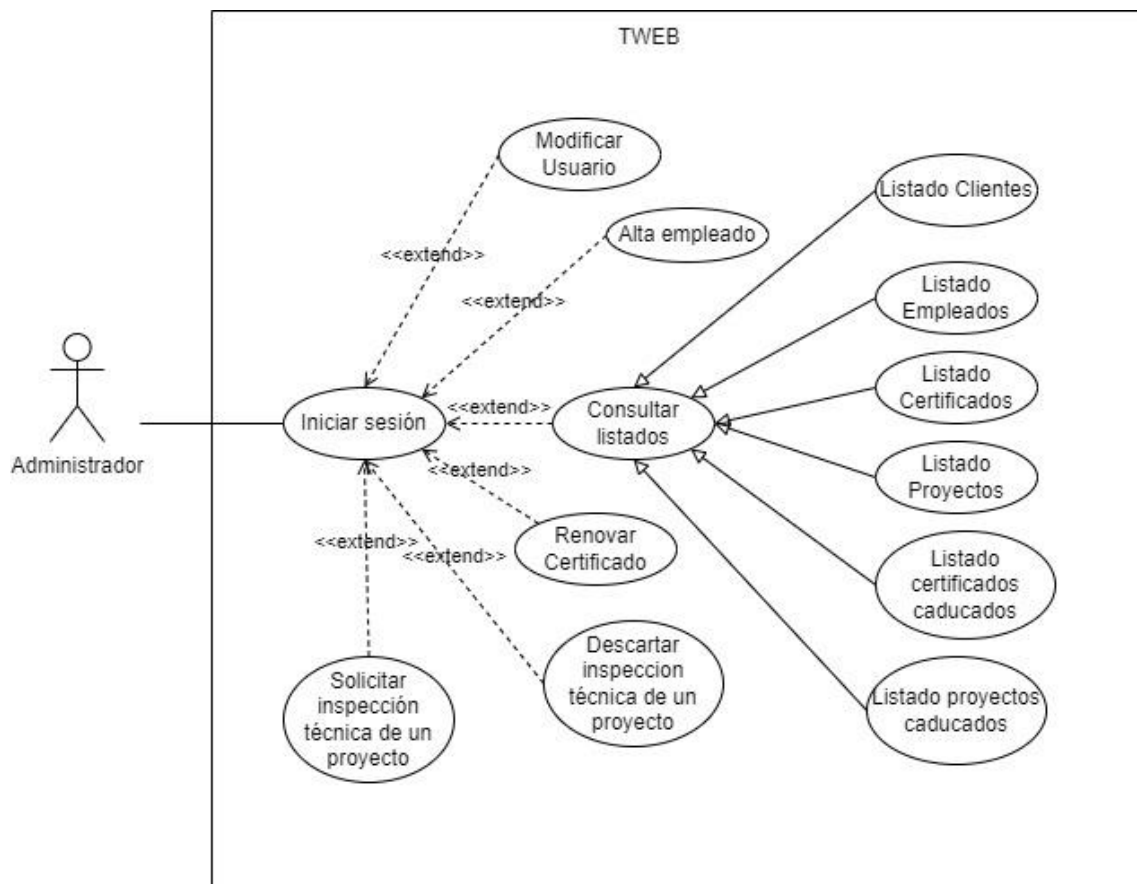 TWEB
Modificar
Usuario
Listado Clientes
Alta empleado
<<extend>>
Listado
Empleados
<<extend>>
Listado
Certificados
<<extend>>
Iniciar sesión
Consultar
listados
Administrador
<<extend>>
Listado
Proyectos
<<extend>>
<<extend>>
Renovar
Certificado
Listado
certificados
caducados
Solicitar
inspección
técnica de un
proyecto
Descartar
inspeccion
técnica de un
proyecto
Listado proyectos
caducados